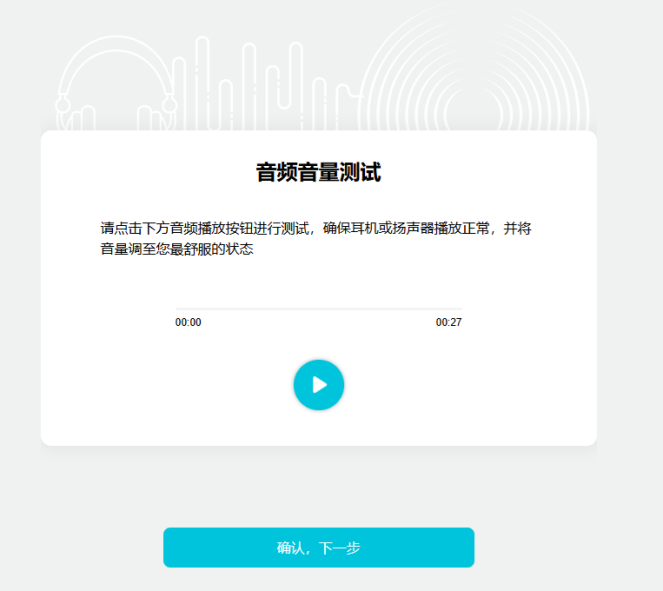 音频音量测试
请点击下方音频播放按钮进行测试，确保耳机或扬声器播放正常，并将
音量调至您最舒服的状态
00:00
00:27
确认，下一步